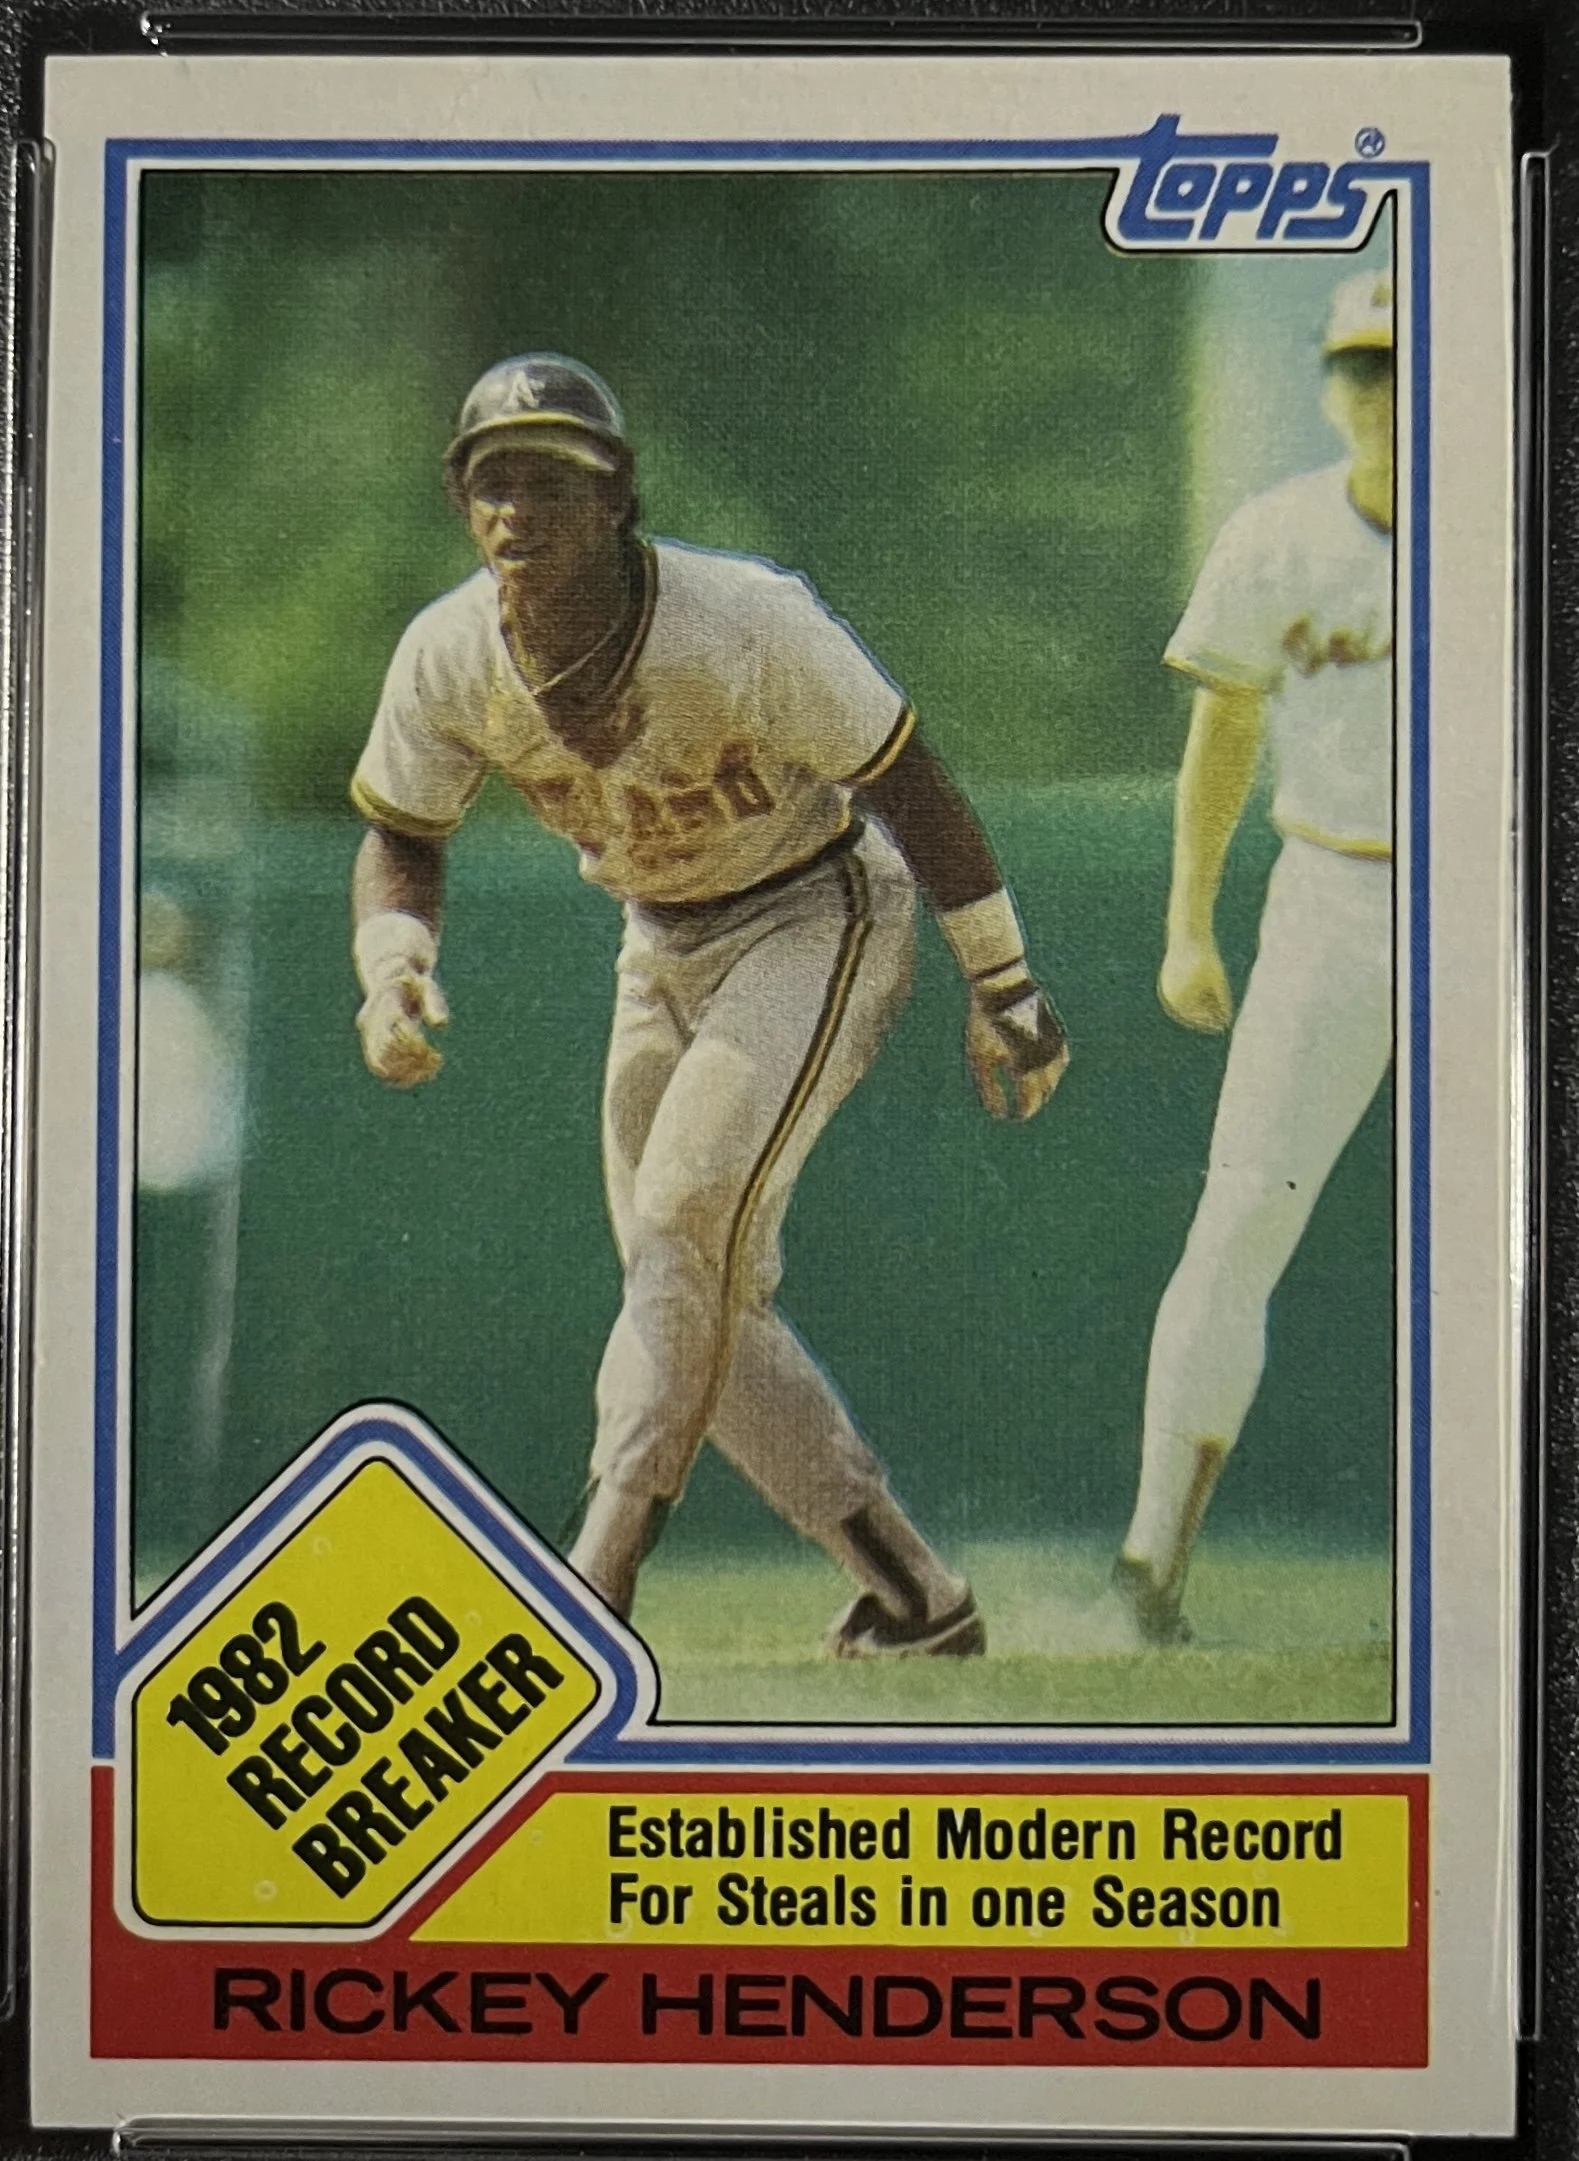 Topps®
A's
1982
RECORD
BREAKER
Established Modern Record
For Steals in one Season
RICKEY HENDERSON